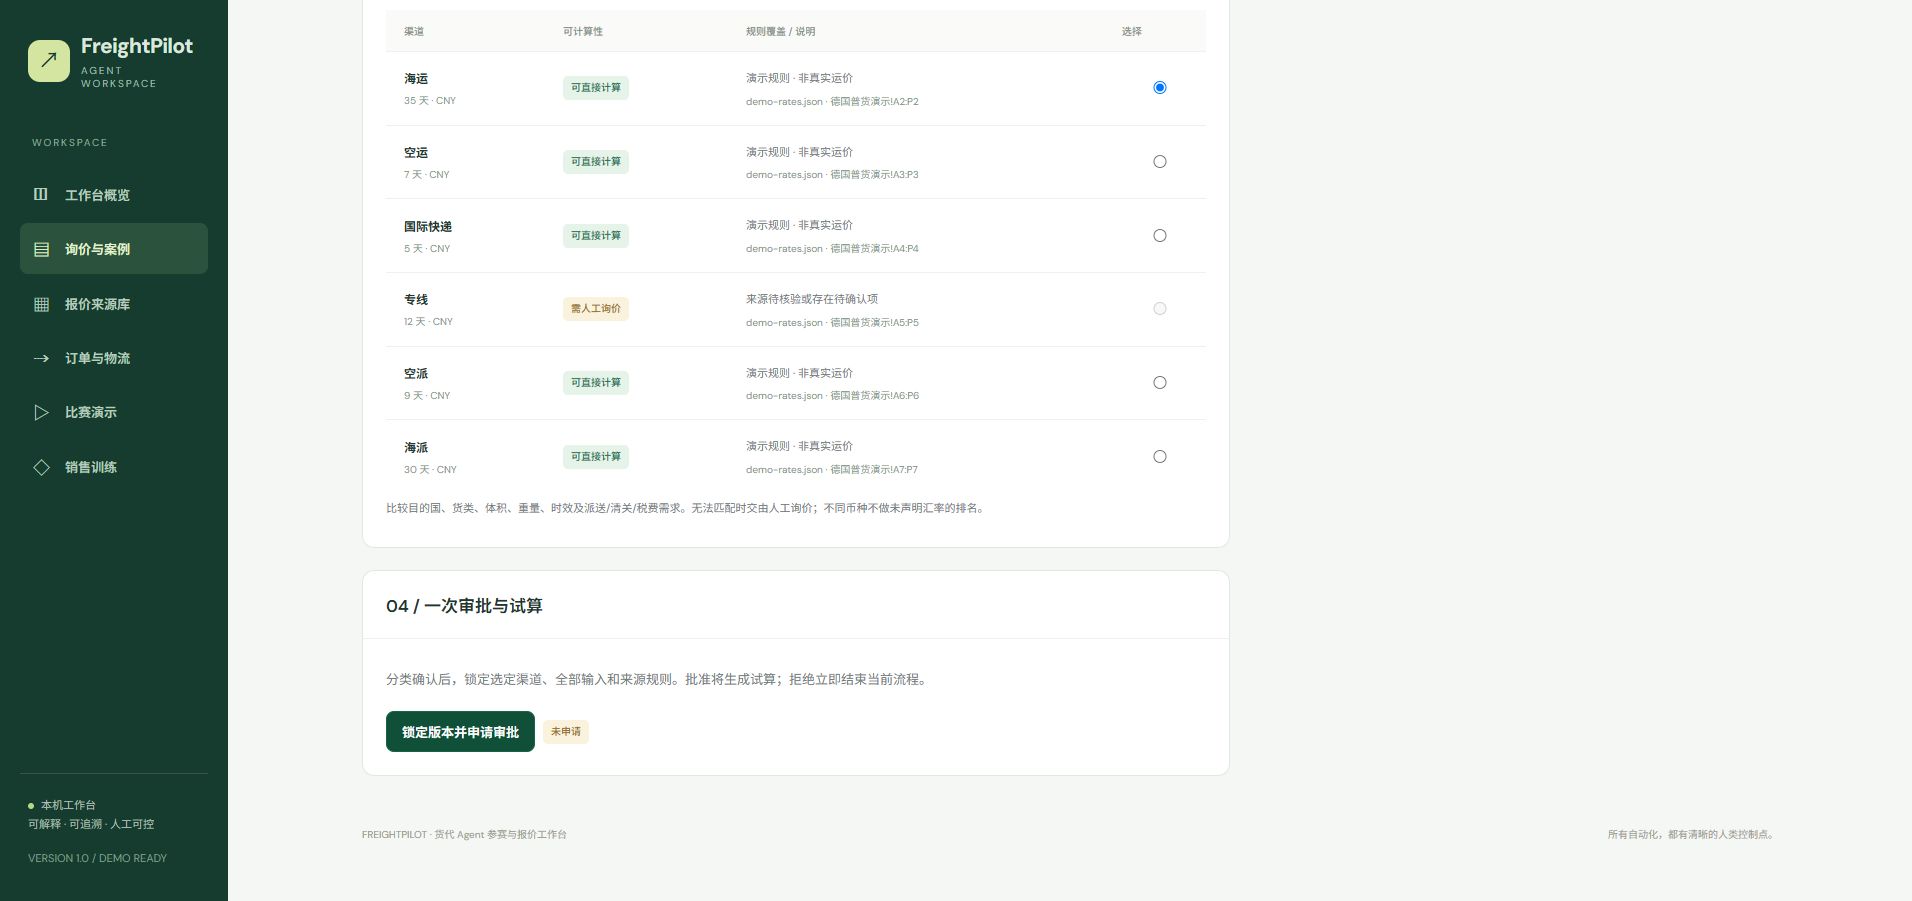 FreightPilot
AGENT
WORKSPACE
WORKSPACE
工作台概览
询价与案例
报价来源库
订单与物流
比赛演示
销售训练
本机工作台
可解释 · 可追溯 · 人工可控
VERSION 1.0 / DEMO READY
渠道 可计算性 规则覆盖 / 说明 选择
海运 可直接计算 演示规则 · 非真实运价
35 天 · CNY demo-rates.json · 德国普货演示!A2:P2
空运 可直接计算 演示规则 · 非真实运价
7 天 · CNY demo-rates.json · 德国普货演示!A3:P3
国际快递 可直接计算 演示规则 · 非真实运价
5 天 · CNY demo-rates.json · 德国普货演示!A4:P4
专线 需人工询价 来源待核验或存在待确认项
12 天 · CNY demo-rates.json · 德国普货演示!A5:P5
空派 可直接计算 演示规则 · 非真实运价
9 天 · CNY demo-rates.json · 德国普货演示!A6:P6
海派 可直接计算 演示规则 · 非真实运价
30 天 · CNY demo-rates.json · 德国普货演示!A7:P7
比较目的国、货类、体积、重量、时效及派送/清关/税费需求。无法匹配时交由人工询价；不同币种不做未声明汇率的排名。
04 / 一次审批与试算
分类确认后，锁定选定渠道、全部输入和来源规则。批准将生成试算；拒绝立即结束当前流程。
锁定版本并申请审批 未申请
FREIGHTPILOT · 货代 Agent 参赛与报价工作台
所有自动化，都有清晰的人类控制点。